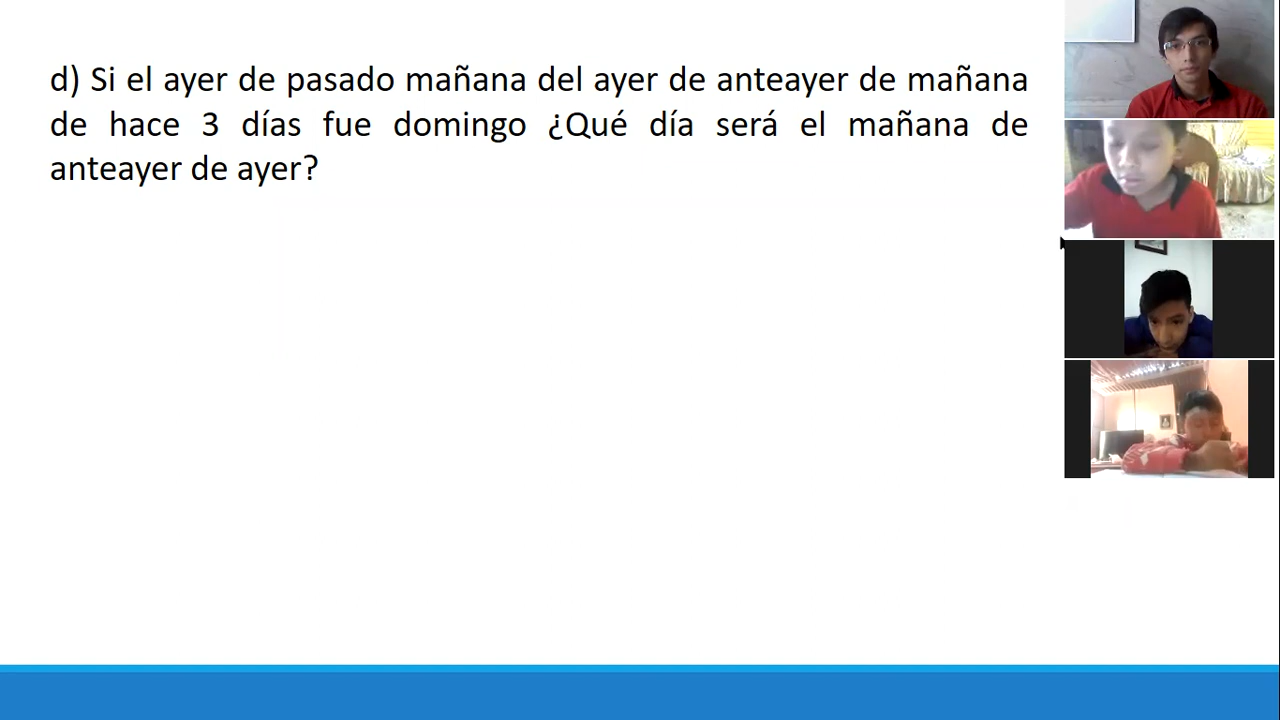 d) Si el ayer de pasado mañana del ayer de anteayer de mañana
de hace 3 días fue domingo ¿Qué día será el mañana de
anteayer de ayer?